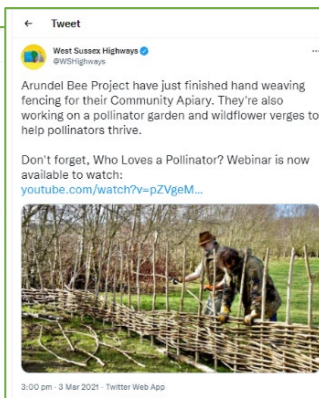 ← Tweet
West Sussex Highways
@WSHighways
Arundel Bee Project have just finished hand weaving
fencing for their Community Apiary. They're also
working on a pollinator garden and wildflower verges to
help pollinators thrive.
Don't forget, Who Loves a Pollinator? Webinar is now
available to watch:
youtube.com/watch?v=pZVgeM...
3:00 pm · 3 Mar 2021 · Twitter Web App